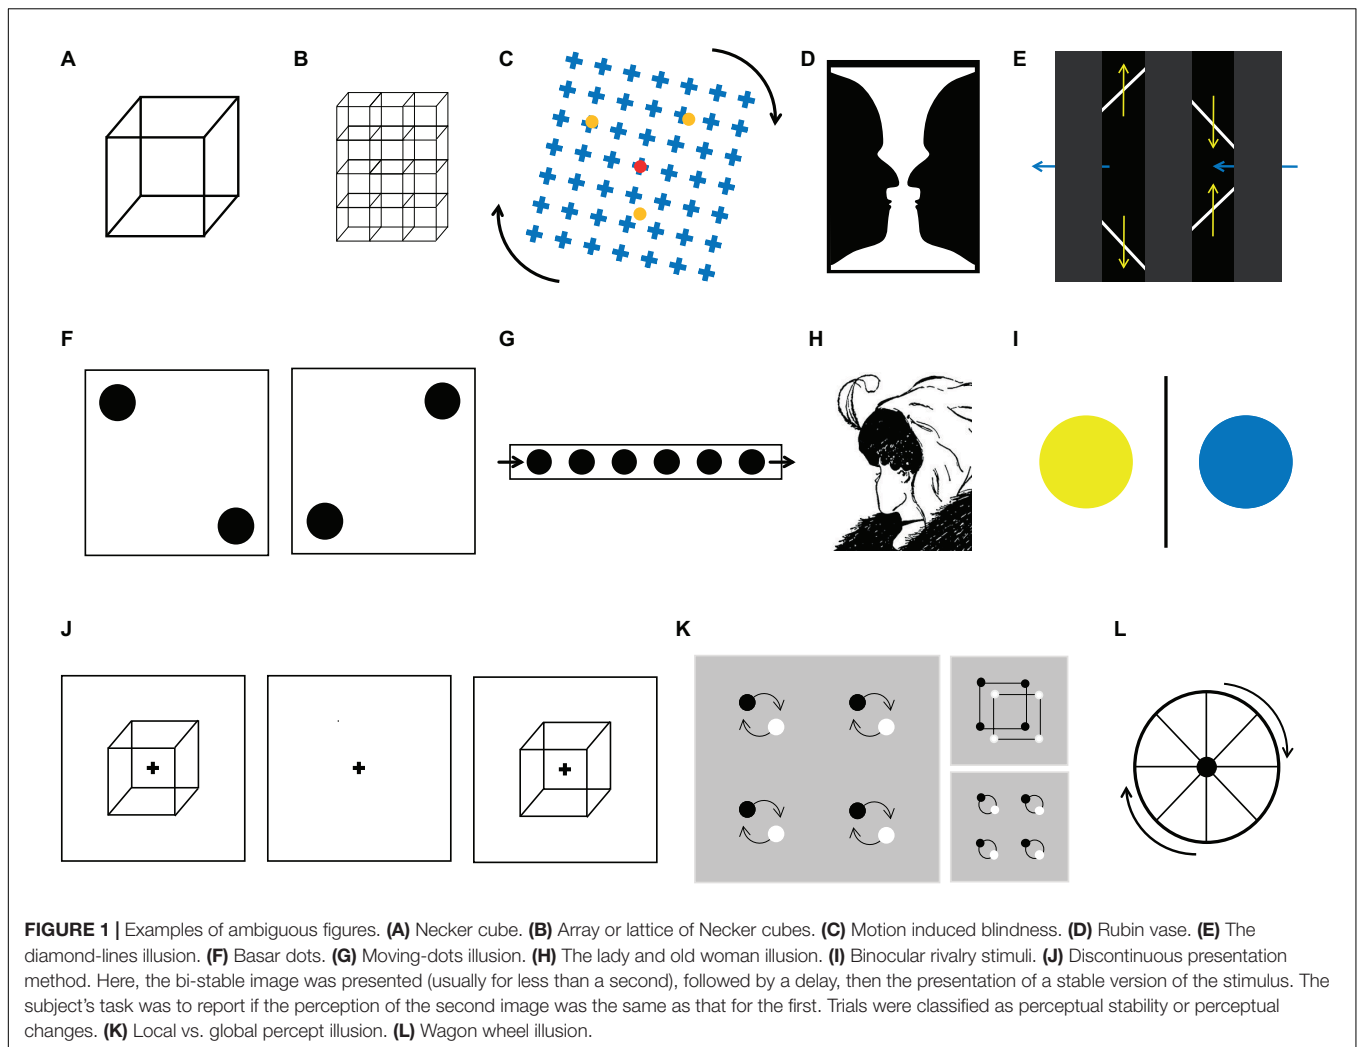 A
B
C
D
E
F
G
H
I
J
K
L
FIGURE 1 | Examples of ambiguous figures. (A) Necker cube. (B) Array or lattice of Necker cubes. (C) Motion induced blindness. (D) Rubin vase. (E) The
diamond-lines illusion. (F) Basar dots. (G) Moving-dots illusion. (H) The lady and old woman illusion. (I) Binocular rivalry stimuli. (J) Discontinuous presentation
method. Here, the bi-stable image was presented (usually for less than a second), followed by a delay, then the presentation of a stable version of the stimulus. The
subject's task was to report if the perception of the second image was the same as that for the first. Trials were classified as perceptual stability or perceptual
changes. (K) Local vs. global percept illusion. (L) Wagon wheel illusion.